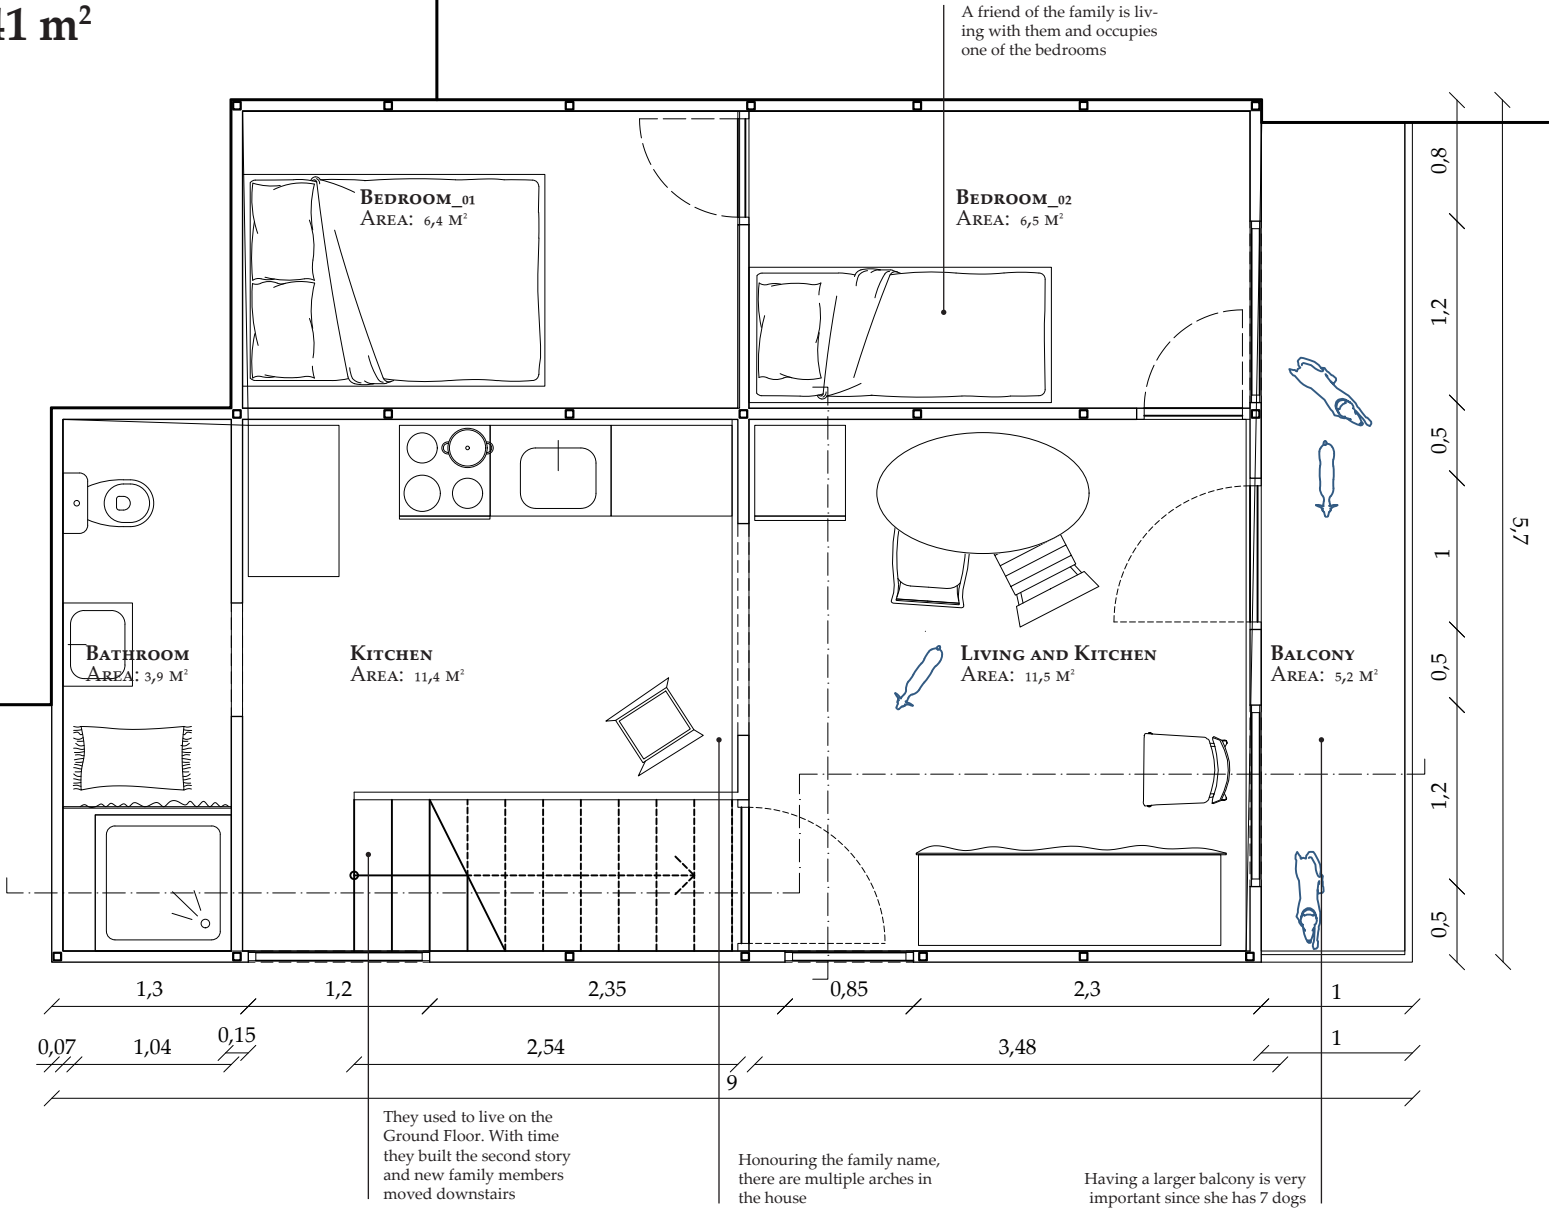 41 m²
A friend of the family is liv-
ing with them and occupies
one of the bedrooms
Bedroom_01
Area: 6,4 m²
Bedroom_02
Area: 6,5 m²
Bathroom
Area: 3,9 m²
Kitchen
Area: 11,4 m²
Living and Kitchen
Area: 11,5 m²
Balcony
Area: 5,2 m²
0,8
1,2
0,5
1
0,5
1,2
0,5
5,7
1,3
1,2
2,35
0,85
2,3
1
0,07
1,04
0,15
2,54
3,48
1
9
They used to live on the
Ground Floor. With time
they built the second story
and new family members
moved downstairs
Honouring the family name,
there are multiple arches in
the house
Having a larger balcony is very
important since she has 7 dogs